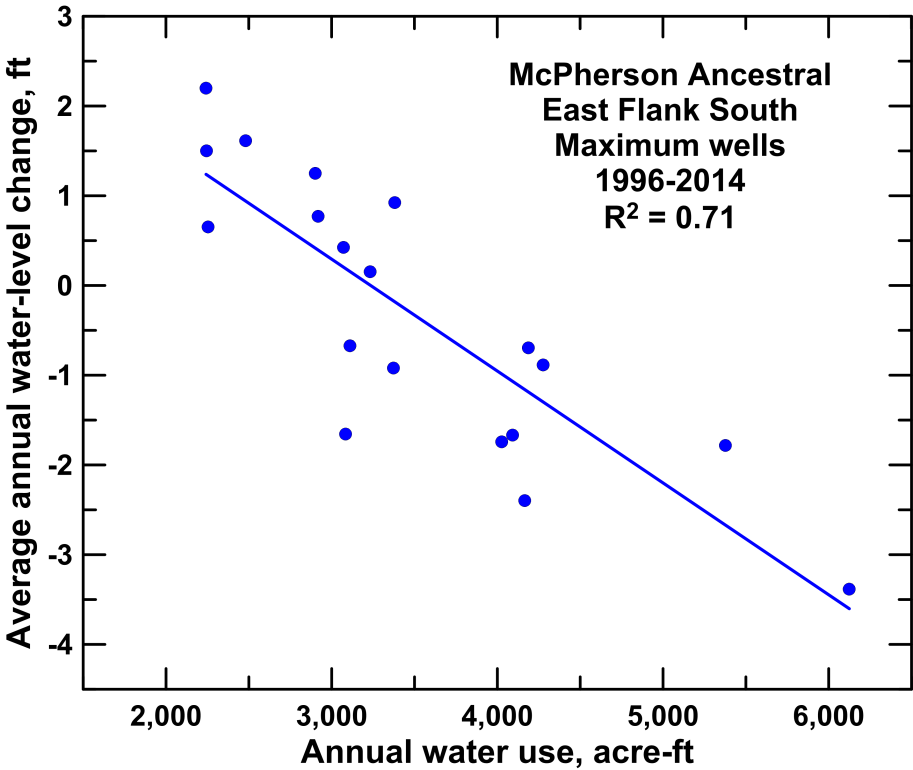 McPherson Ancestral
East Flank South
Maximum wells
1996-2014
R² = 0.71
Average annual water-level change, ft
3
2
1
0
-1
-2
-3
-4
2,000 3,000 4,000 5,000 6,000
Annual water use, acre-ft